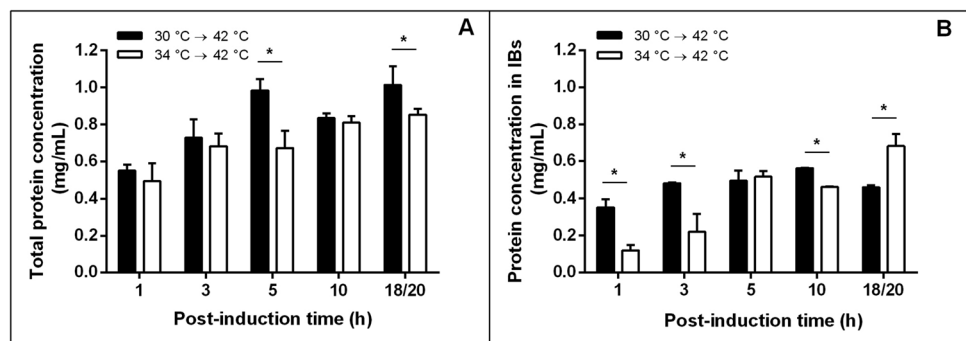 A
30 °C → 42 °C
34 °C → 42 °C
Total protein concentration
(mg/mL)
1.2
1.0
0.8
0.6
0.4
0.2
0.0
* *
1 3 5 10 18/20
Post-induction time (h)
B
30 °C → 42 °C
34 °C → 42 °C
Protein concentration in IBs
(mg/mL)
1.2
1.0
0.8
0.6
0.4
0.2
0.0
* * * *
1 3 5 10 18/20
Post-induction time (h)